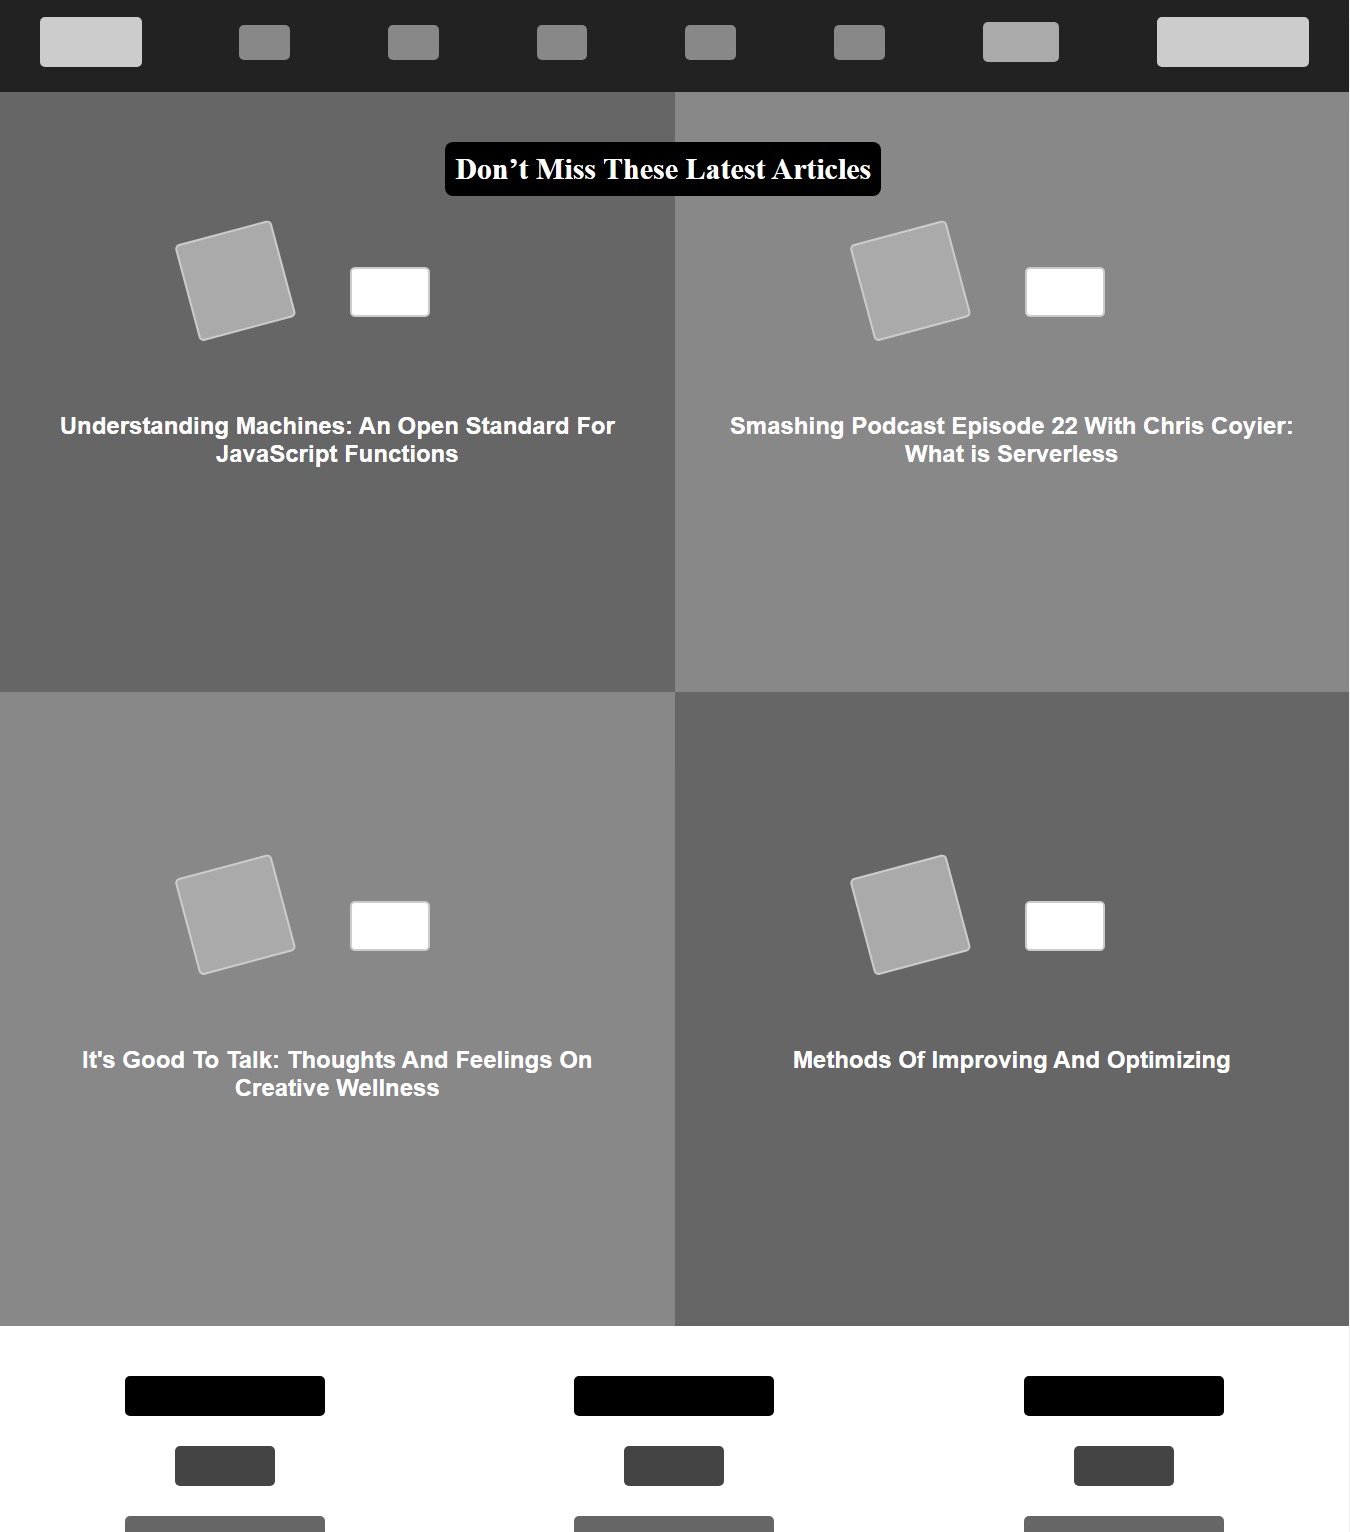 Don’t Miss These Latest Articles
Understanding Machines: An Open Standard For
JavaScript Functions
Smashing Podcast Episode 22 With Chris Coyier:
What is Serverless
It's Good To Talk: Thoughts And Feelings On
Creative Wellness
Methods Of Improving And Optimizing